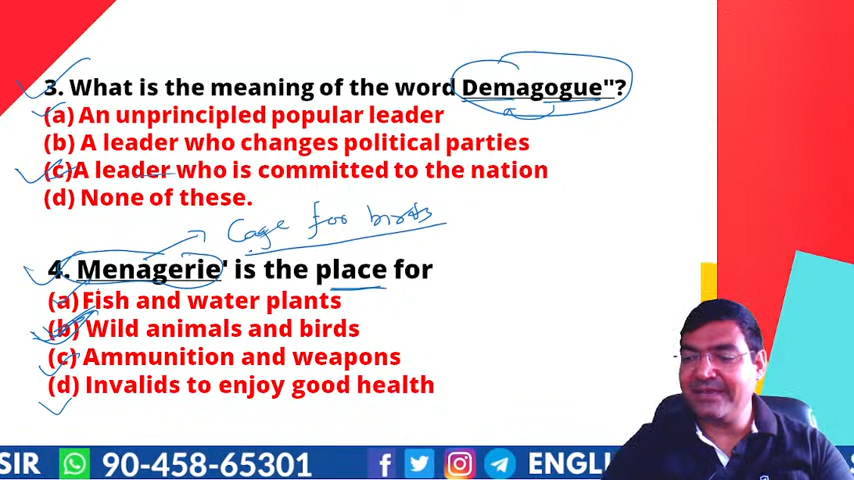 3. What is the meaning of the word Demagogue"?
(a) An unprincipled popular leader
(b) A leader who changes political parties
(c)A leader who is committed to the nation
(d) None of these.
Cage for birds
4. Menagerie' is the place for
(a) Fish and water plants
(b) Wild animals and birds
(c) Ammunition and weapons
(d) Invalids to enjoy good health
SIR 90-458-65301 f ENGLI